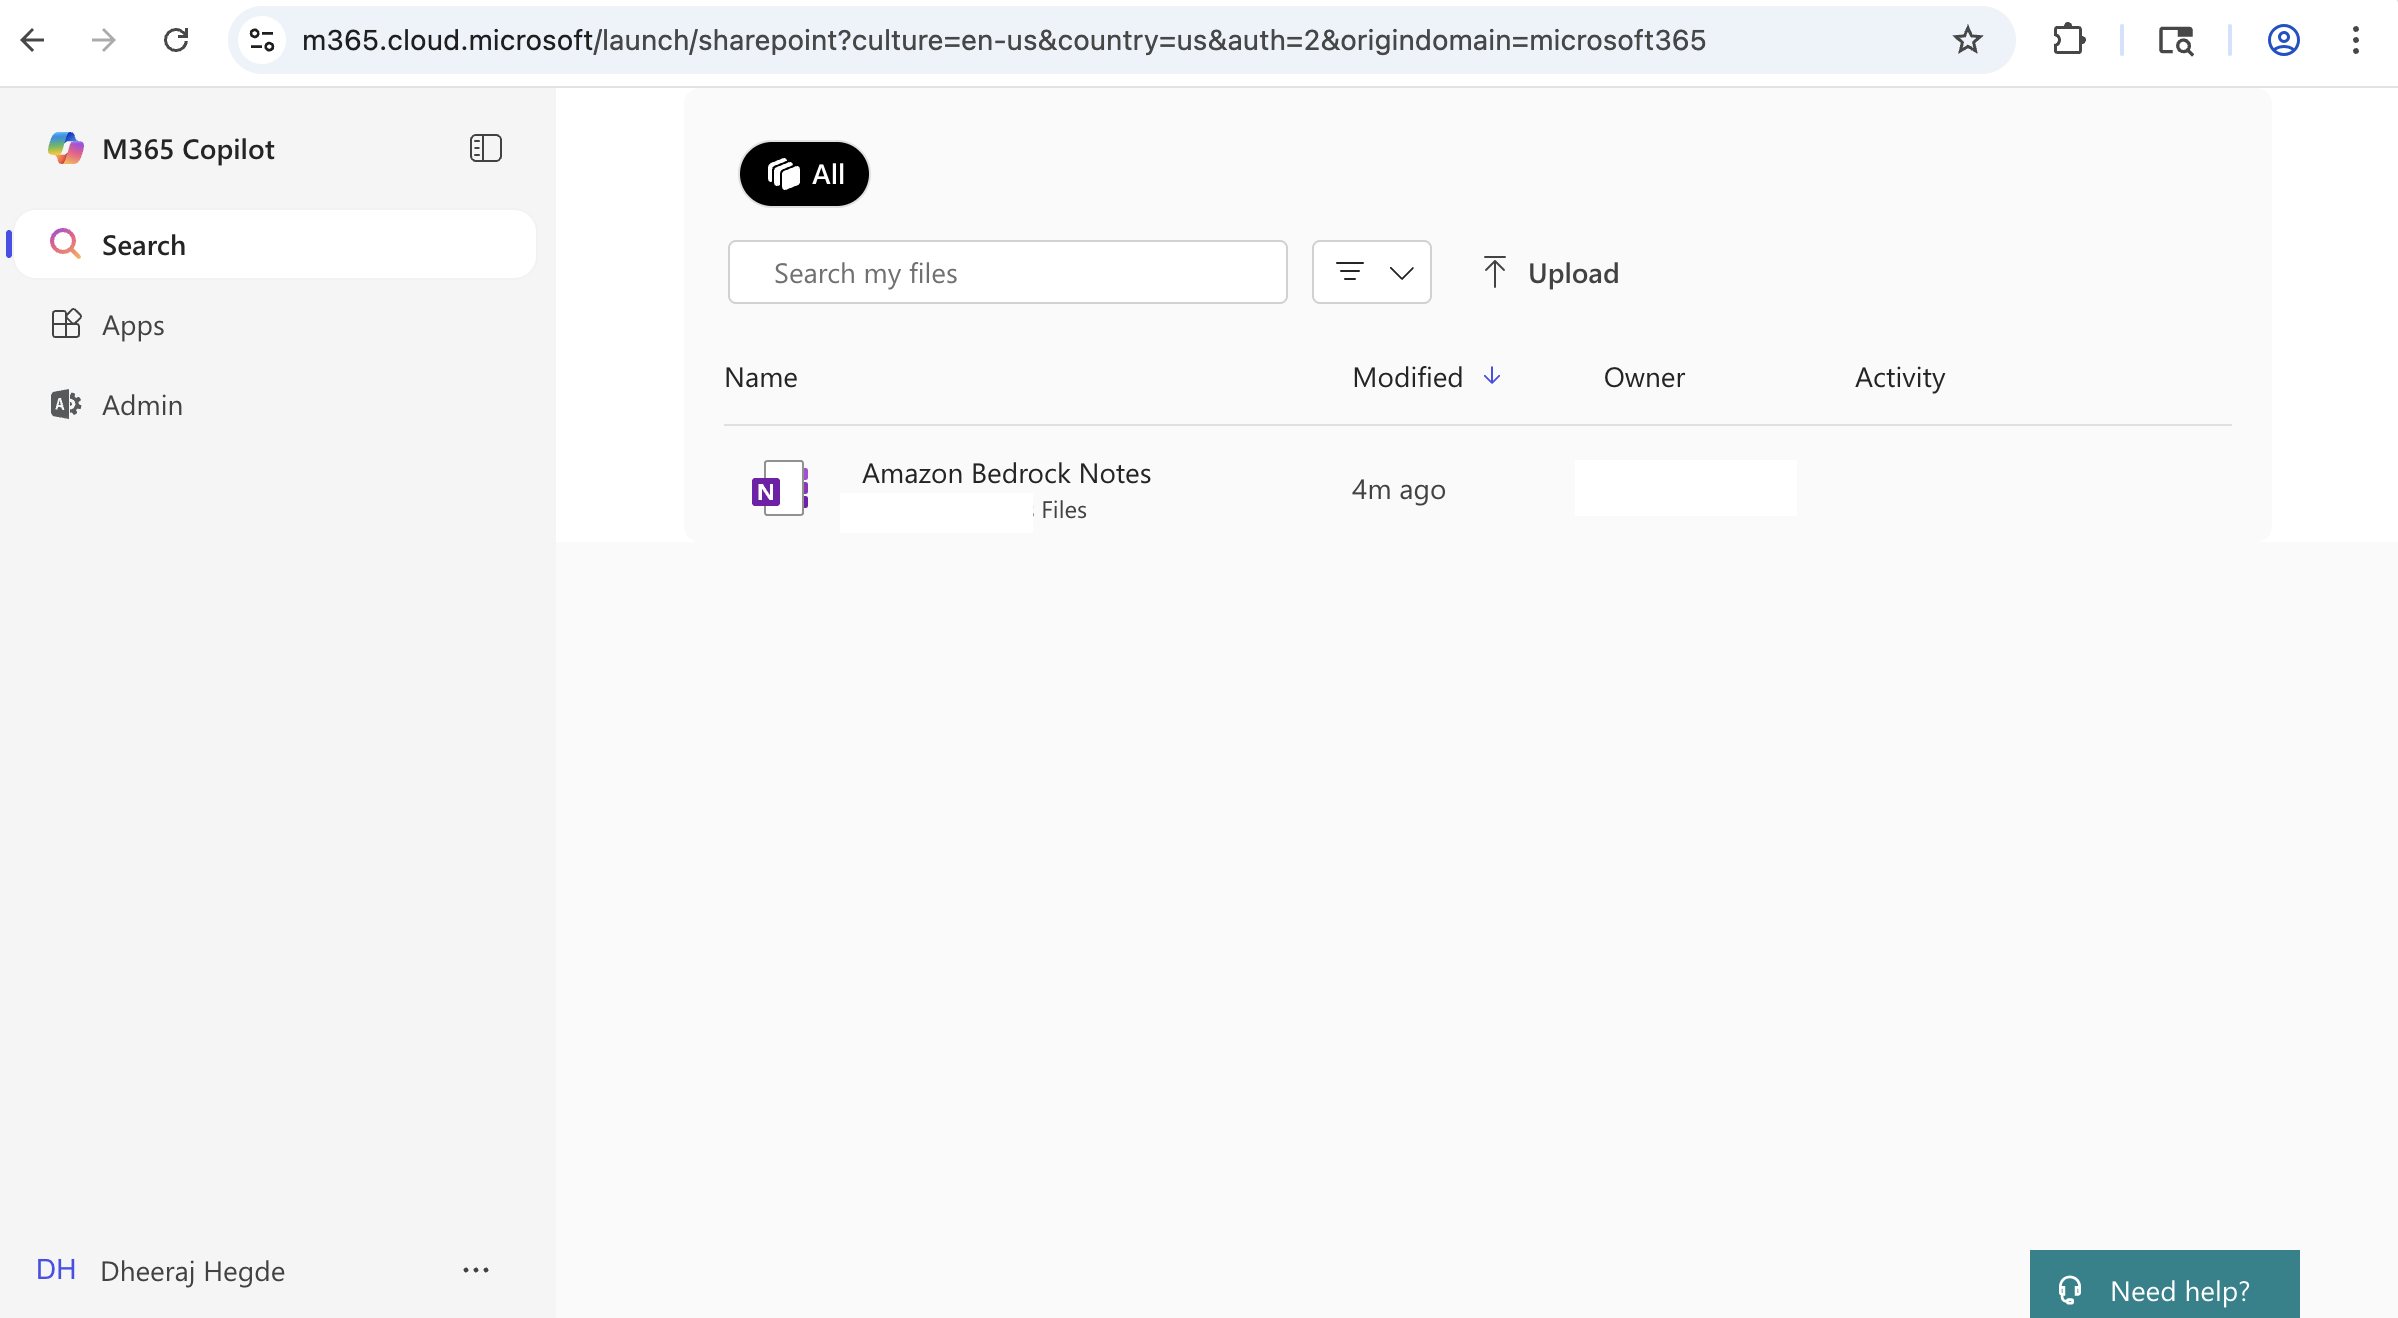 m365.cloud.microsoft/launch/sharepoint?culture=en-us&country=us&auth=2&origindomain=microsoft365
M365 Copilot
Search
Apps
Admin
All
Search my files
Upload
Name Modified Owner Activity
N Amazon Bedrock Notes 4m ago
Files
DH Dheeraj Hegde
Need help?